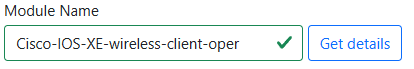 Module Name
Cisco-IOS-XE-wireless-client-oper Get details